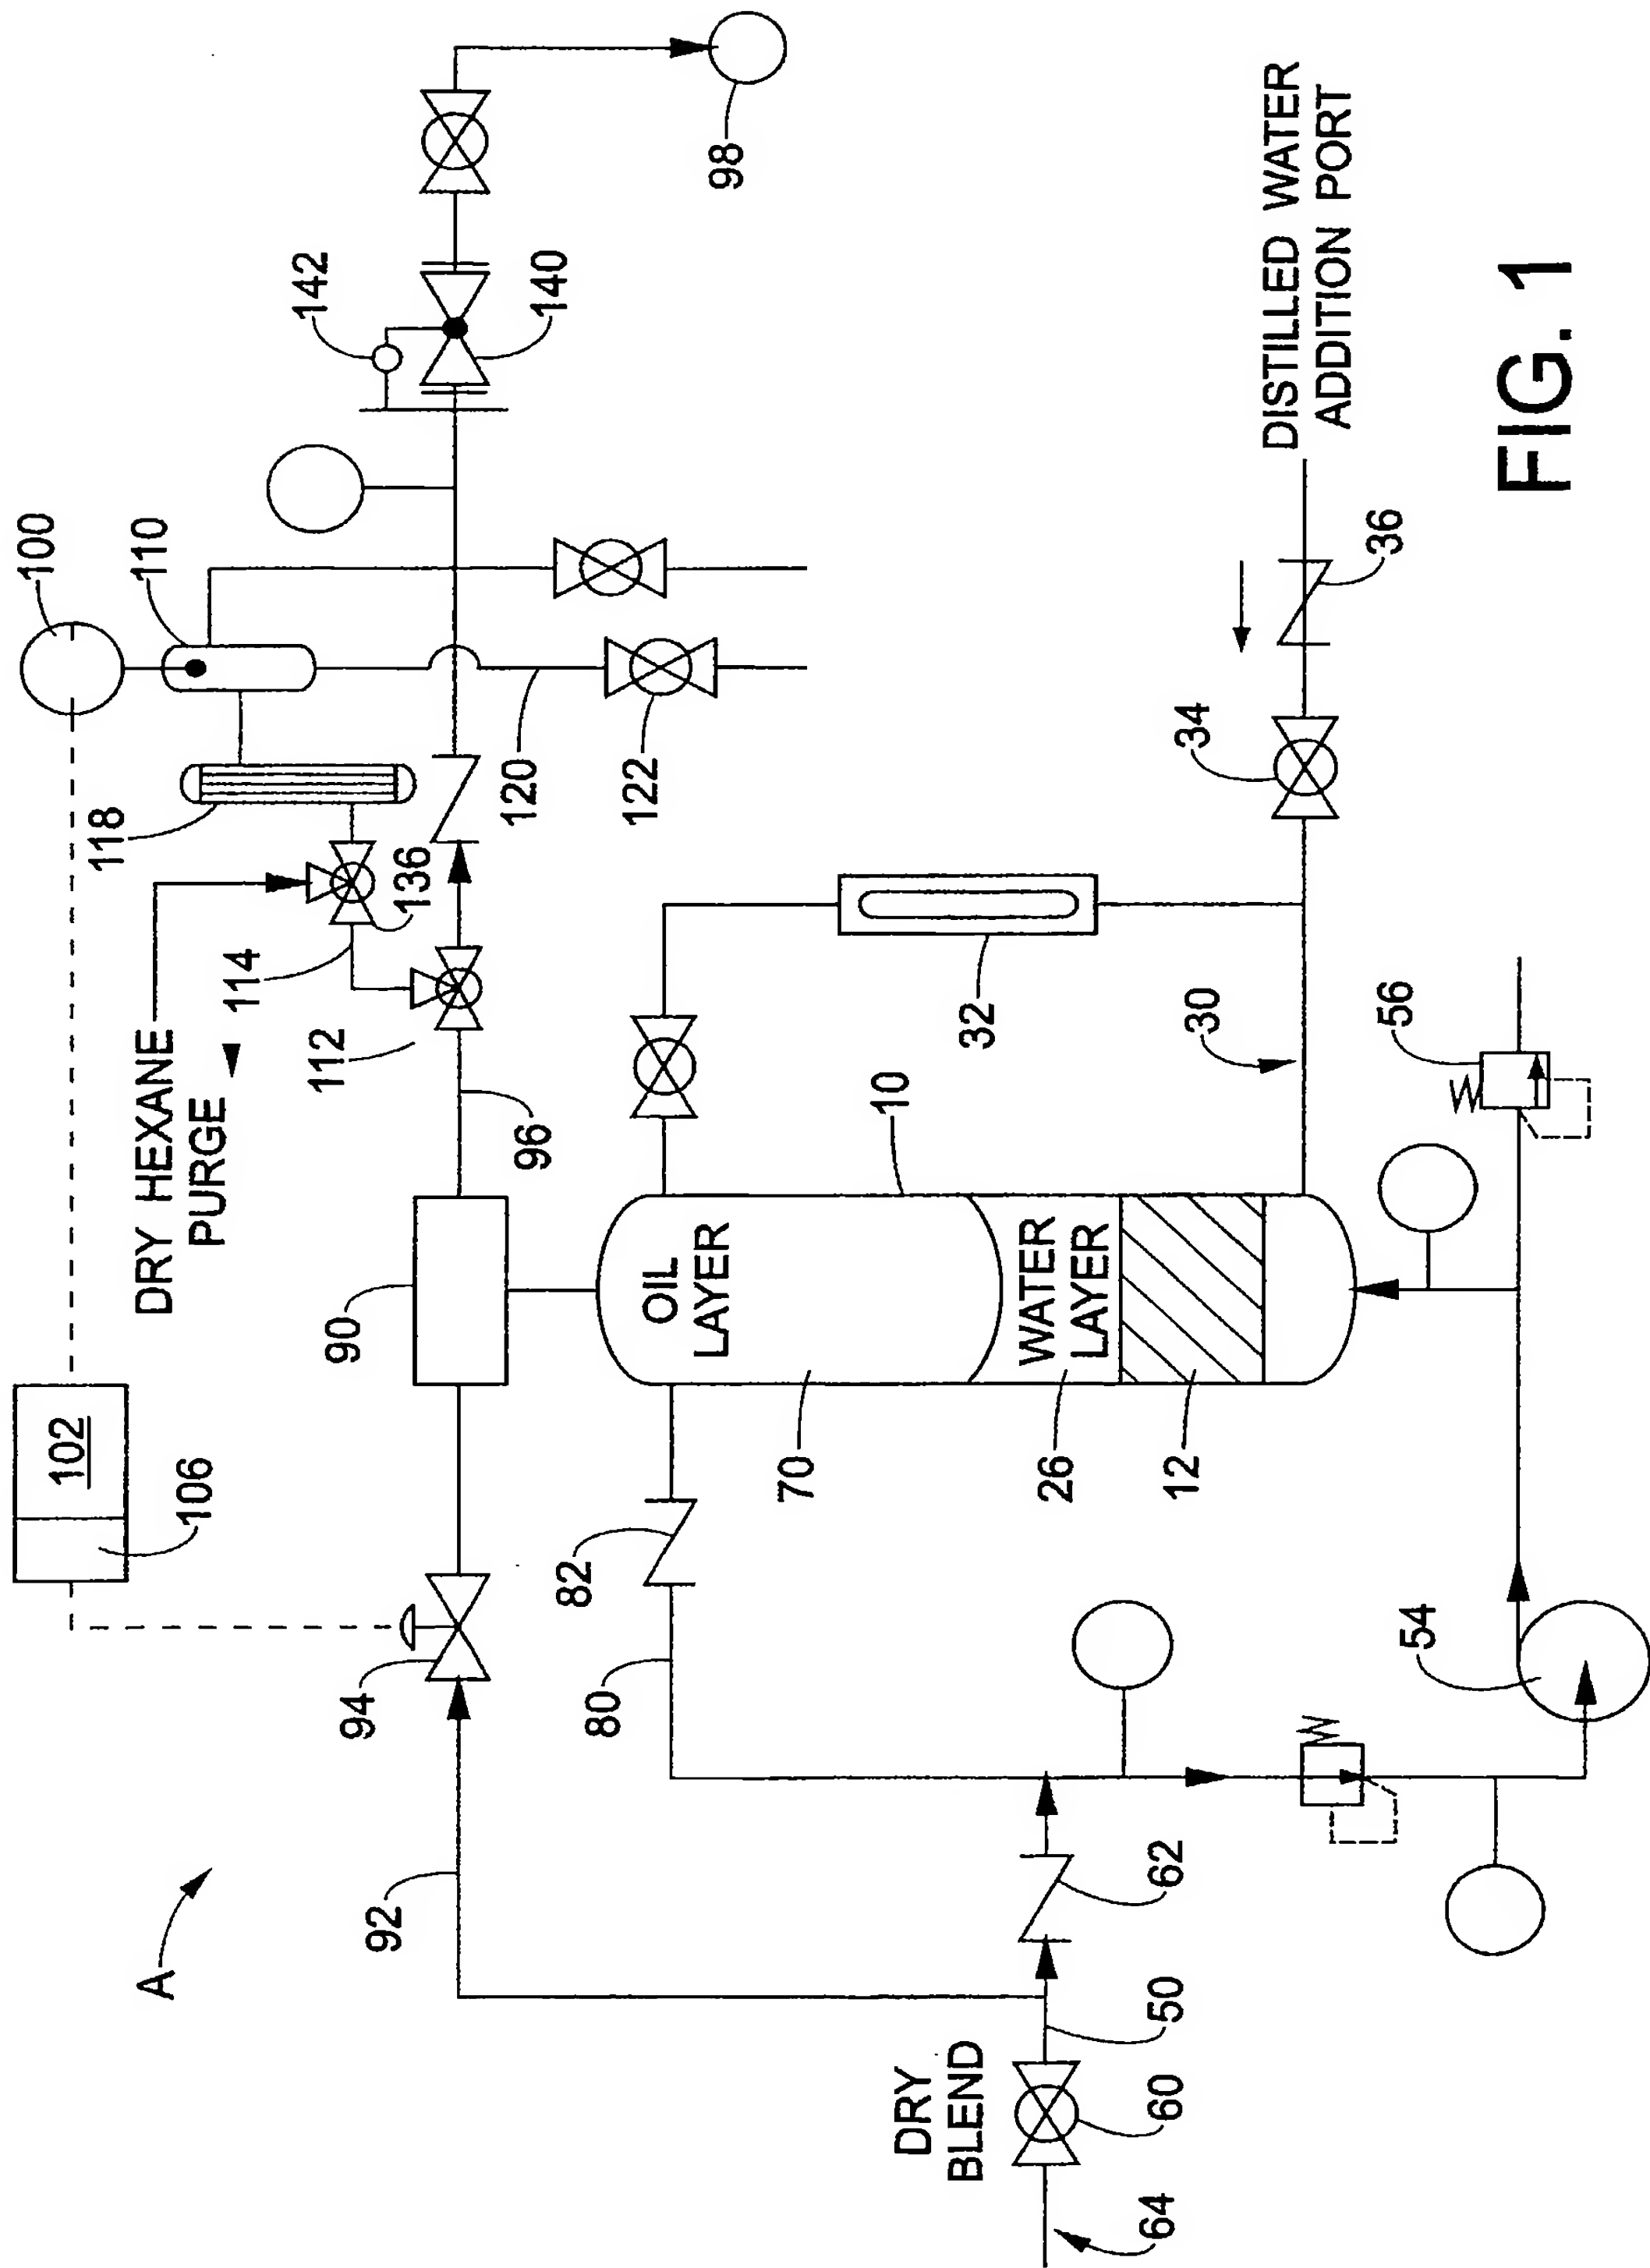 A
102
106
100
110
142
140
98
118
DRY HEXANE
PURGE
114
136
112
120
122
94
90
96
92
82
80
OIL
LAYER
10
70
WATER
LAYER
26
12
32
30
34
36
DISTILLED WATER
ADDITION PORT
DRY
BLEND
64
60
50
62
54
56
FIG. 1